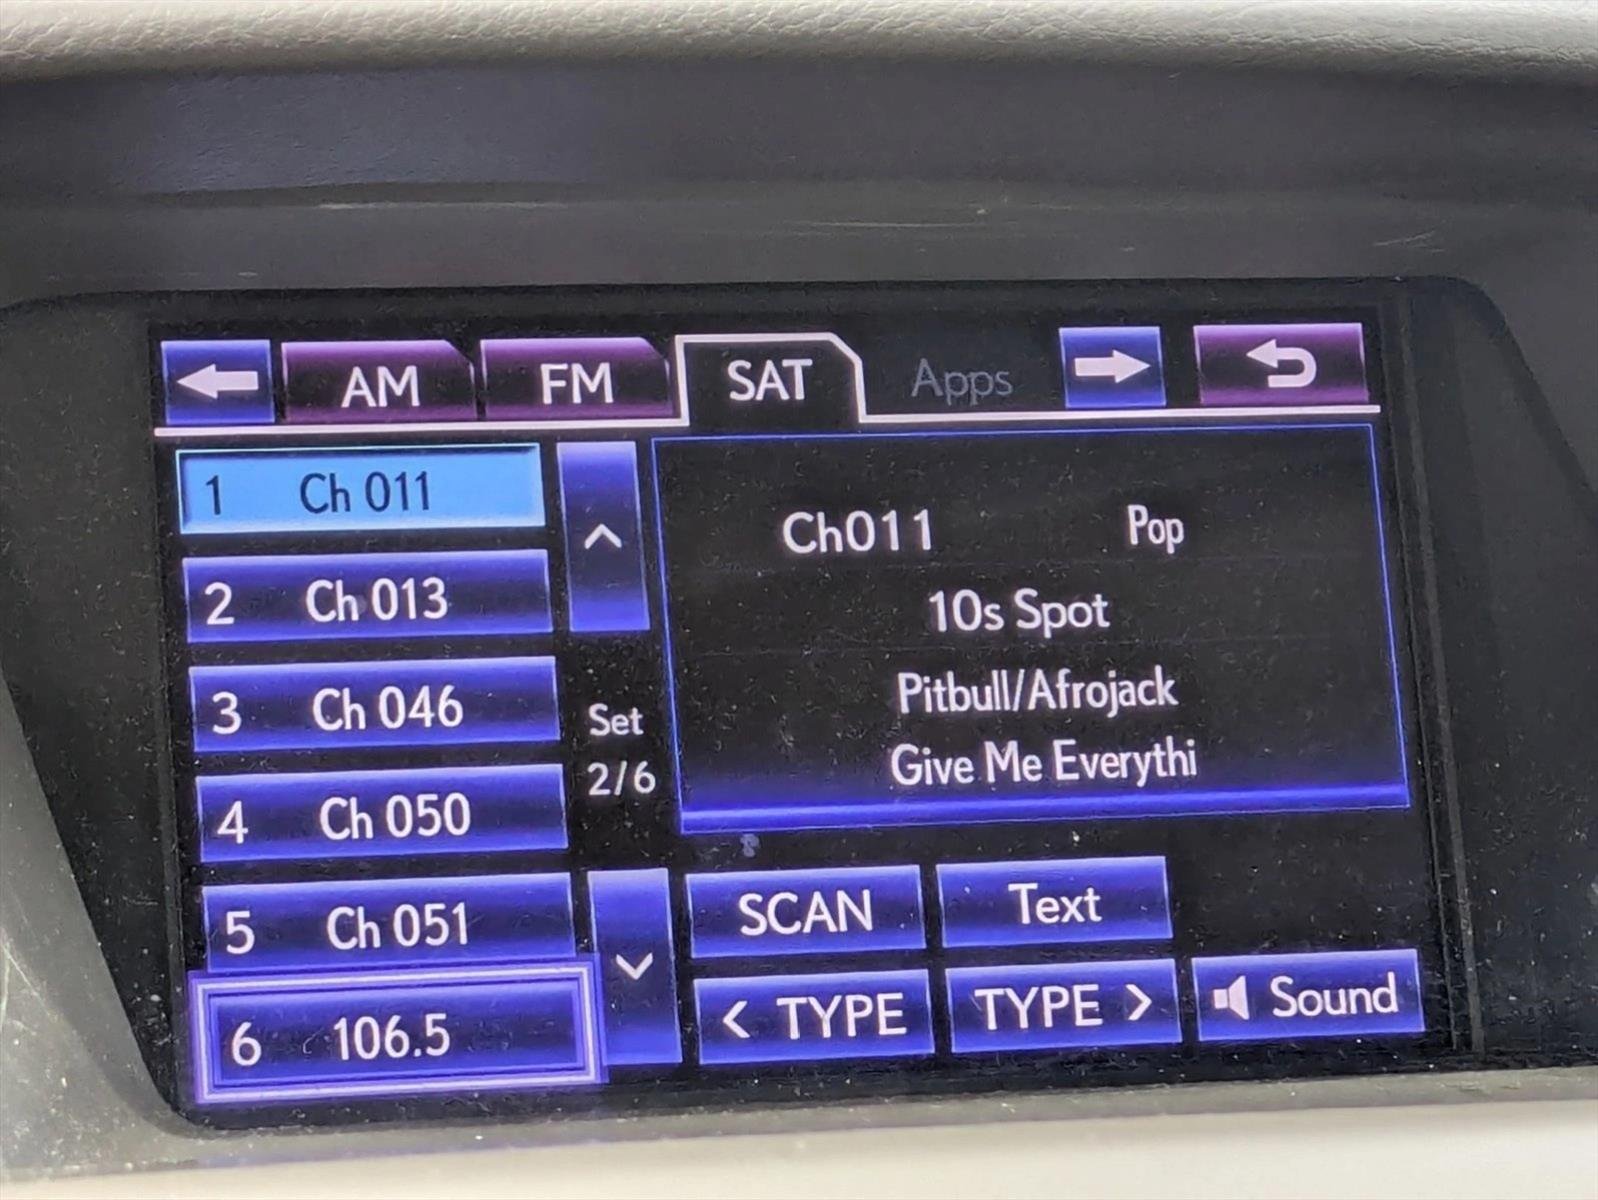 AM FM SAT Apps
1 Ch 011
2 Ch 013
3 Ch 046
4 Ch 050
5 Ch 051
6 106.5
Set
2/6
Ch011 Pop
10s Spot
Pitbull/Afrojack
Give Me Everythi
SCAN Text
< TYPE TYPE > Sound